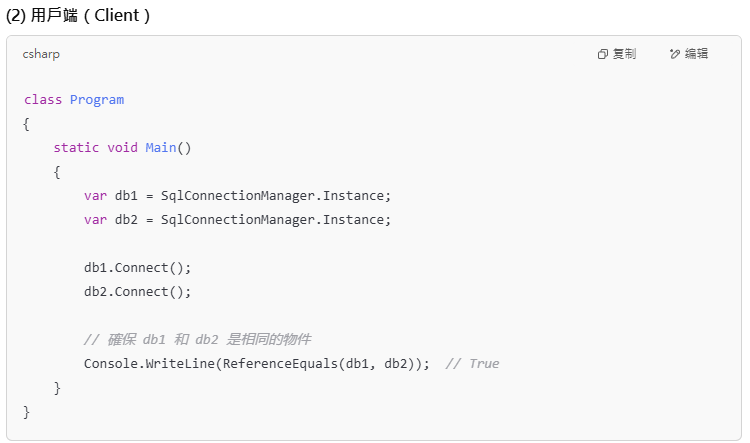 (2) 用戶端（Client）
csharp
复制
编辑
class Program
{
    static void Main()
    {
        var db1 = SqlConnectionManager.Instance;
        var db2 = SqlConnectionManager.Instance;
        db1.Connect();
        db2.Connect();
        // 確保 db1 和 db2 是相同的物件
        Console.WriteLine(ReferenceEquals(db1, db2));  // True
    }
}